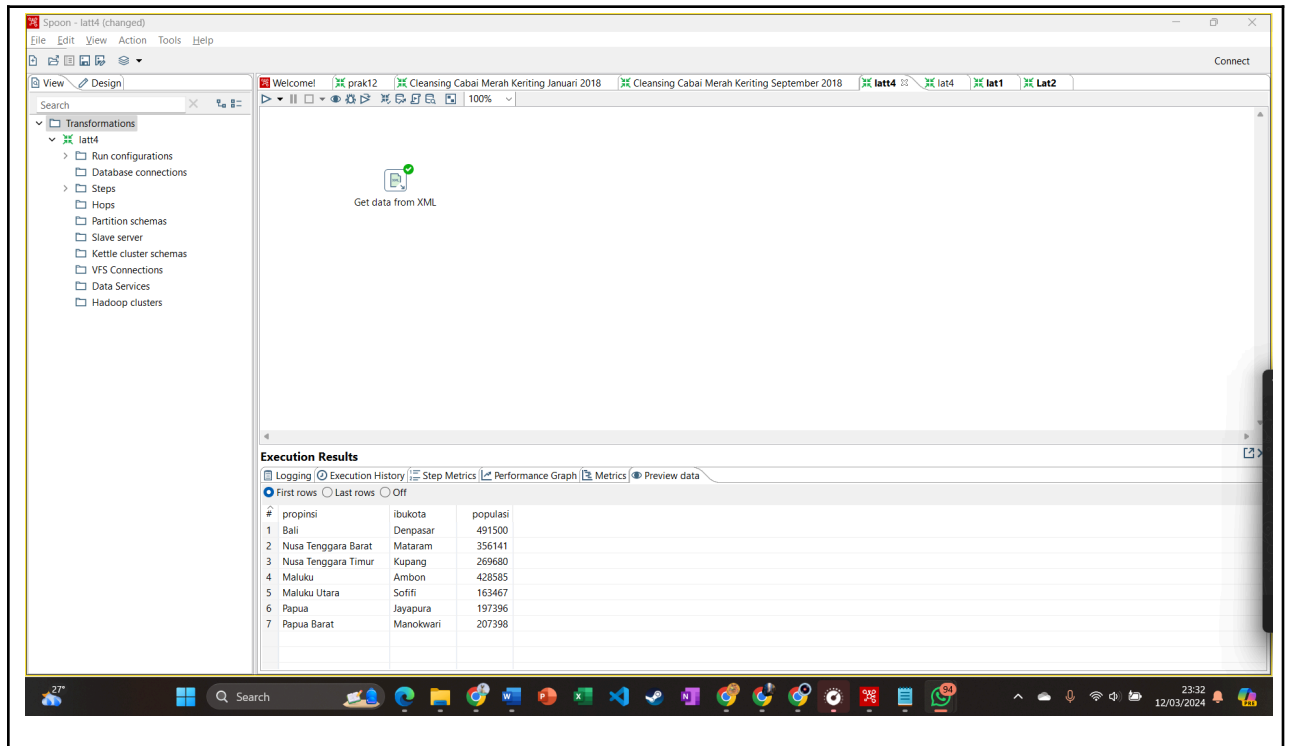 Spoon - latt4 (changed)
File Edit View Action Tools Help
Connect
View Design
Welcome! prak12 Cleansing Cabai Merah Keriting Januari 2018 Cleansing Cabai Merah Keriting September 2018 latt4 lat4 lat1 Lat2
Search
100%
Transformations
latt4
Run configurations
Database connections
Steps
Hops
Partition schemas
Slave server
Kettle cluster schemas
VFS Connections
Data Services
Hadoop clusters
Get data from XML
Execution Results
Logging Execution History Step Metrics Performance Graph Metrics Preview data
First rows Last rows Off
# propinsi ibukota populasi
1 Bali Denpasar 491500
2 Nusa Tenggara Barat Mataram 356141
3 Nusa Tenggara Timur Kupang 269680
4 Maluku Ambon 428585
5 Maluku Utara Sofifi 163467
6 Papua Jayapura 197396
7 Papua Barat Manokwari 207398
27°
Search
94
23:32
12/03/2024